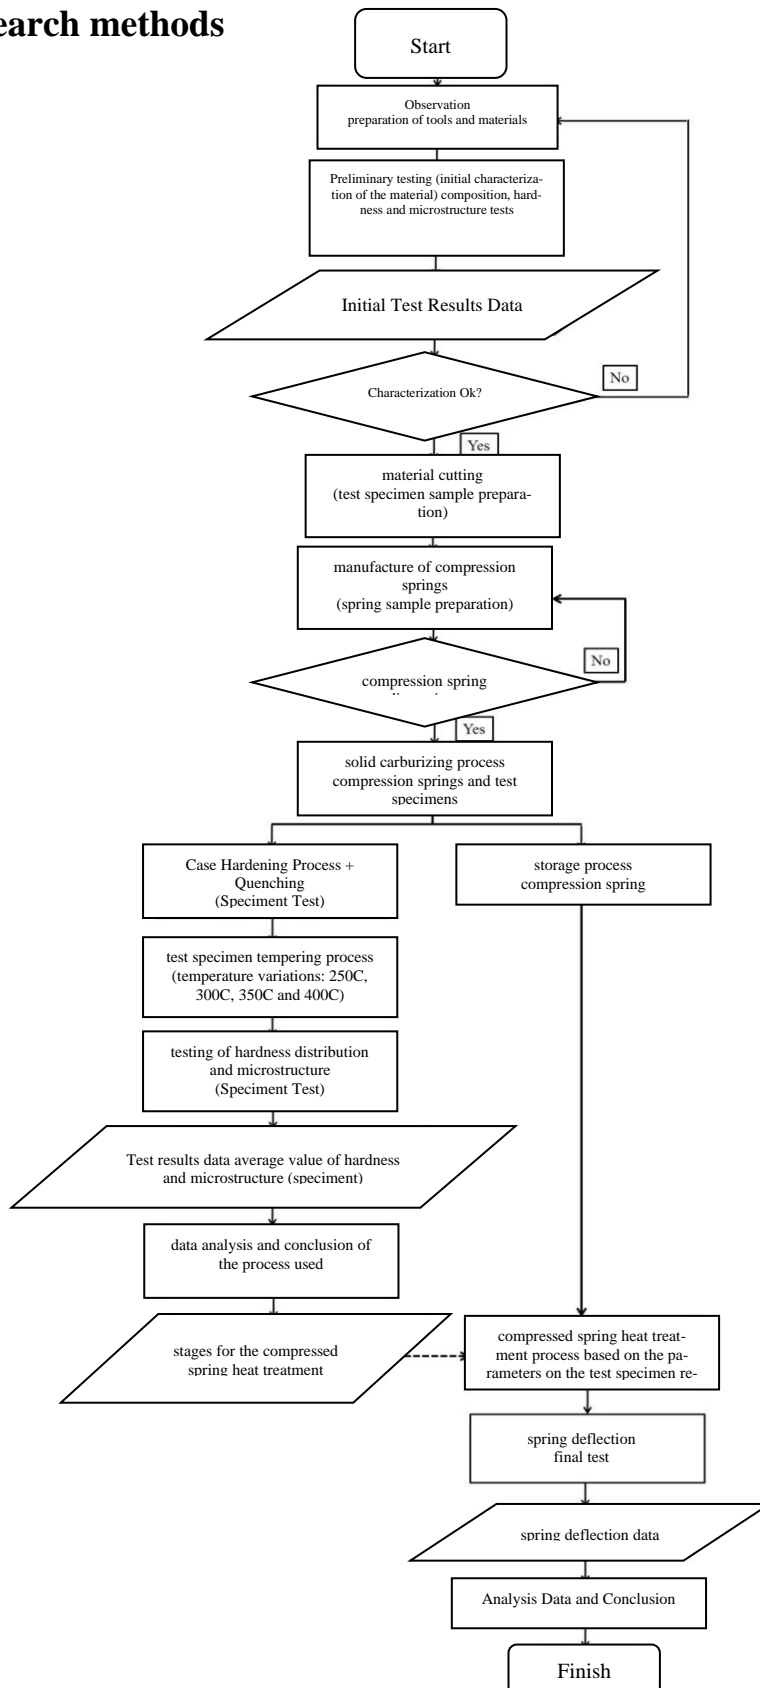 earch methods
Start
Observation
preparation of tools and materials
Preliminary testing (initial characteriza-
tion of the material) composition, hard-
ness and microstructure tests
Initial Test Results Data
Characterization Ok?
No
Yes
material cutting
(test specimen sample prepara-
tion)
manufacture of compression
springs
(spring sample preparation)
No
compression spring
Yes
solid carburizing process
compression springs and test
specimens
Case Hardening Process +
Quenching
(Speciment Test)
storage process
compression spring
test specimen tempering process
(temperature variations: 250C,
300C, 350C and 400C)
testing of hardness distribution
and microstructure
(Speciment Test)
Test results data average value of hardness
and microstructure (speciment)
data analysis and conclusion of
the process used
stages for the compressed
spring heat treatment
compressed spring heat treat-
ment process based on the pa-
rameters on the test specimen re-
spring deflection
final test
spring deflection data
Analysis Data and Conclusion
Finish